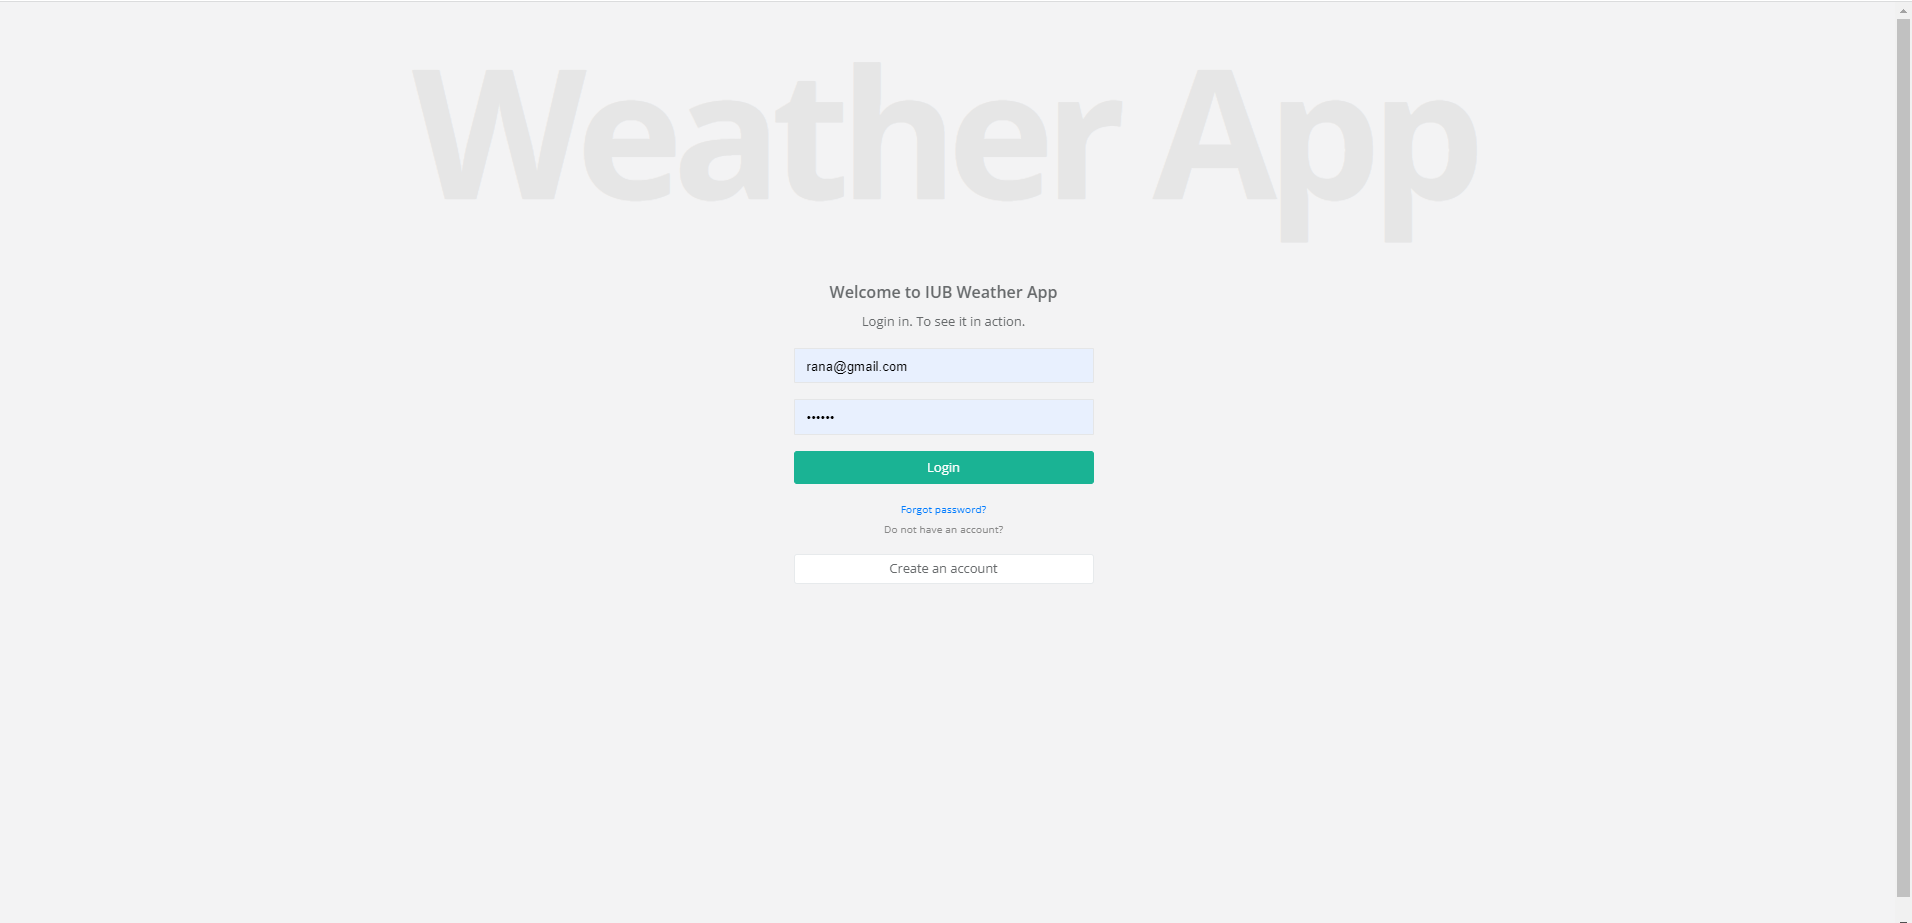 Weather App
Welcome to IUB Weather App
Login in. To see it in action.
rana@gmail.com
••••••
Login
Forgot password?
Do not have an account?
Create an account